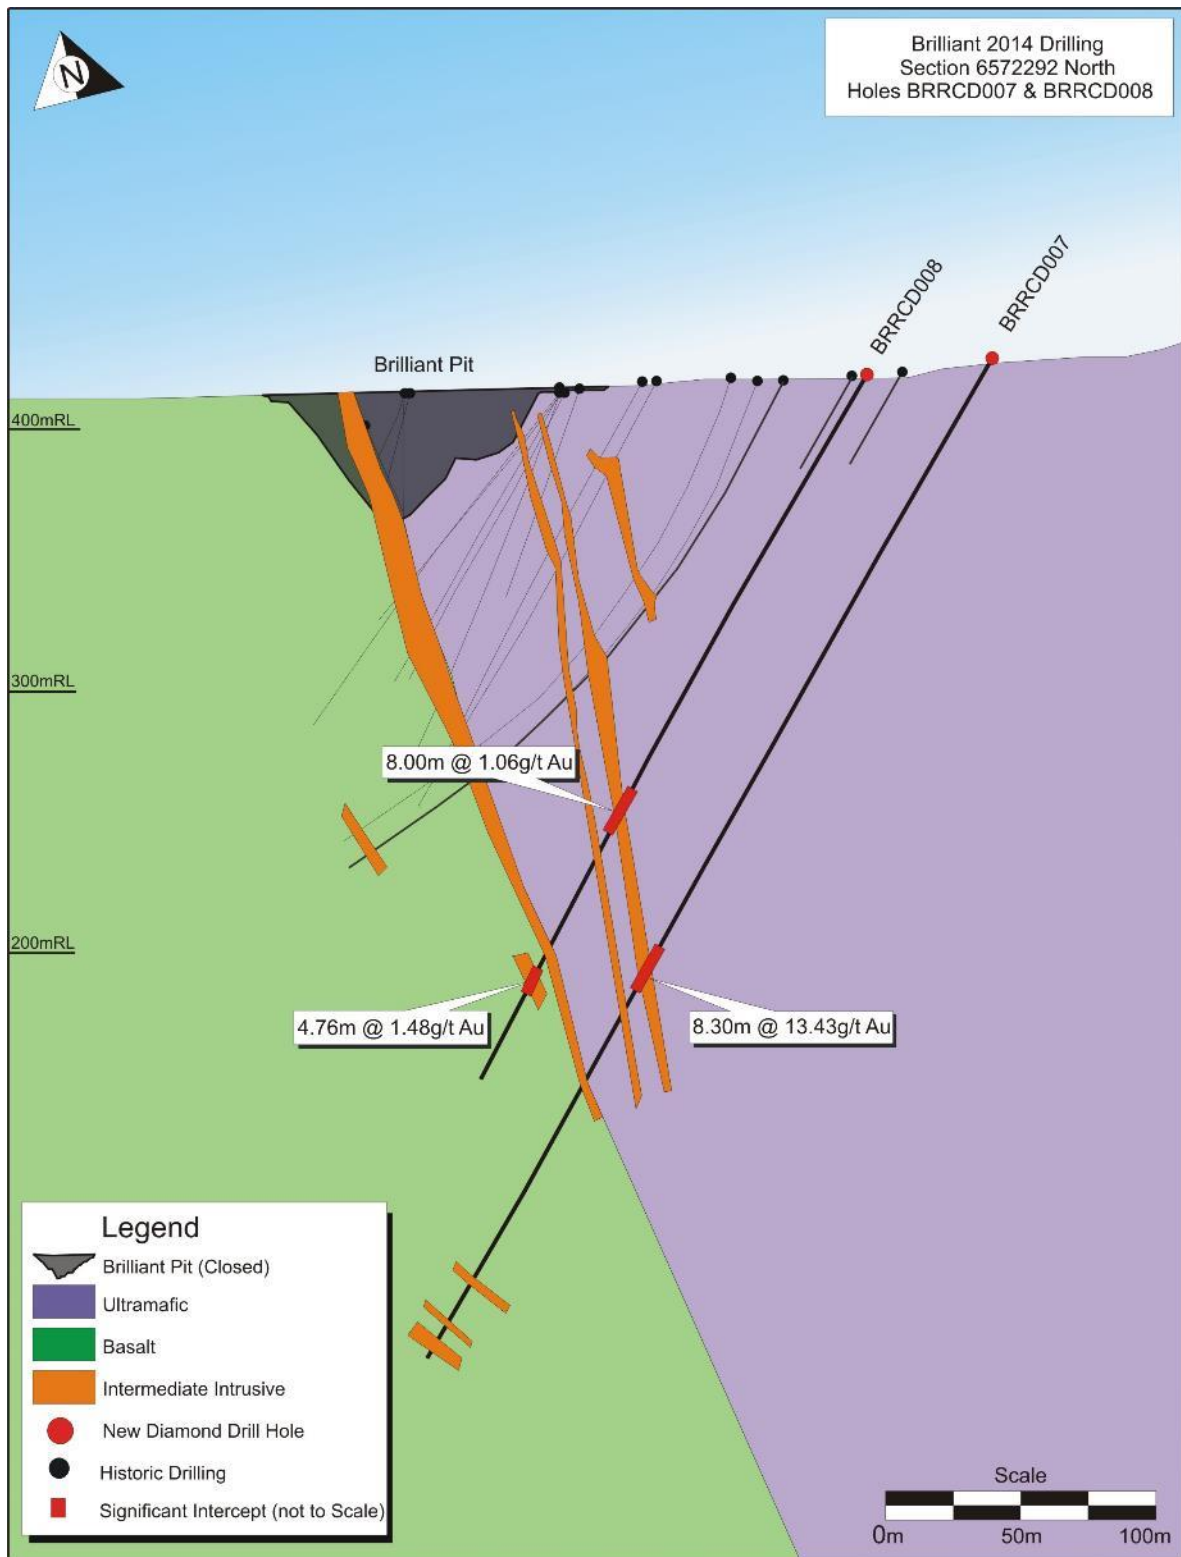 N
Brilliant 2014 Drilling
Section 6572292 North
Holes BRRCD007 & BRRCD008
BRRCD008
BRRCD007
Brilliant Pit
400mRL
300mRL
8.00m @ 1.06g/t Au
200mRL
4.76m @ 1.48g/t Au
8.30m @ 13.43g/t Au
Legend
Brilliant Pit (Closed)
Ultramafic
Basalt
Intermediate Intrusive
New Diamond Drill Hole
Historic Drilling
Significant Intercept (not to Scale)
Scale
0m 50m 100m